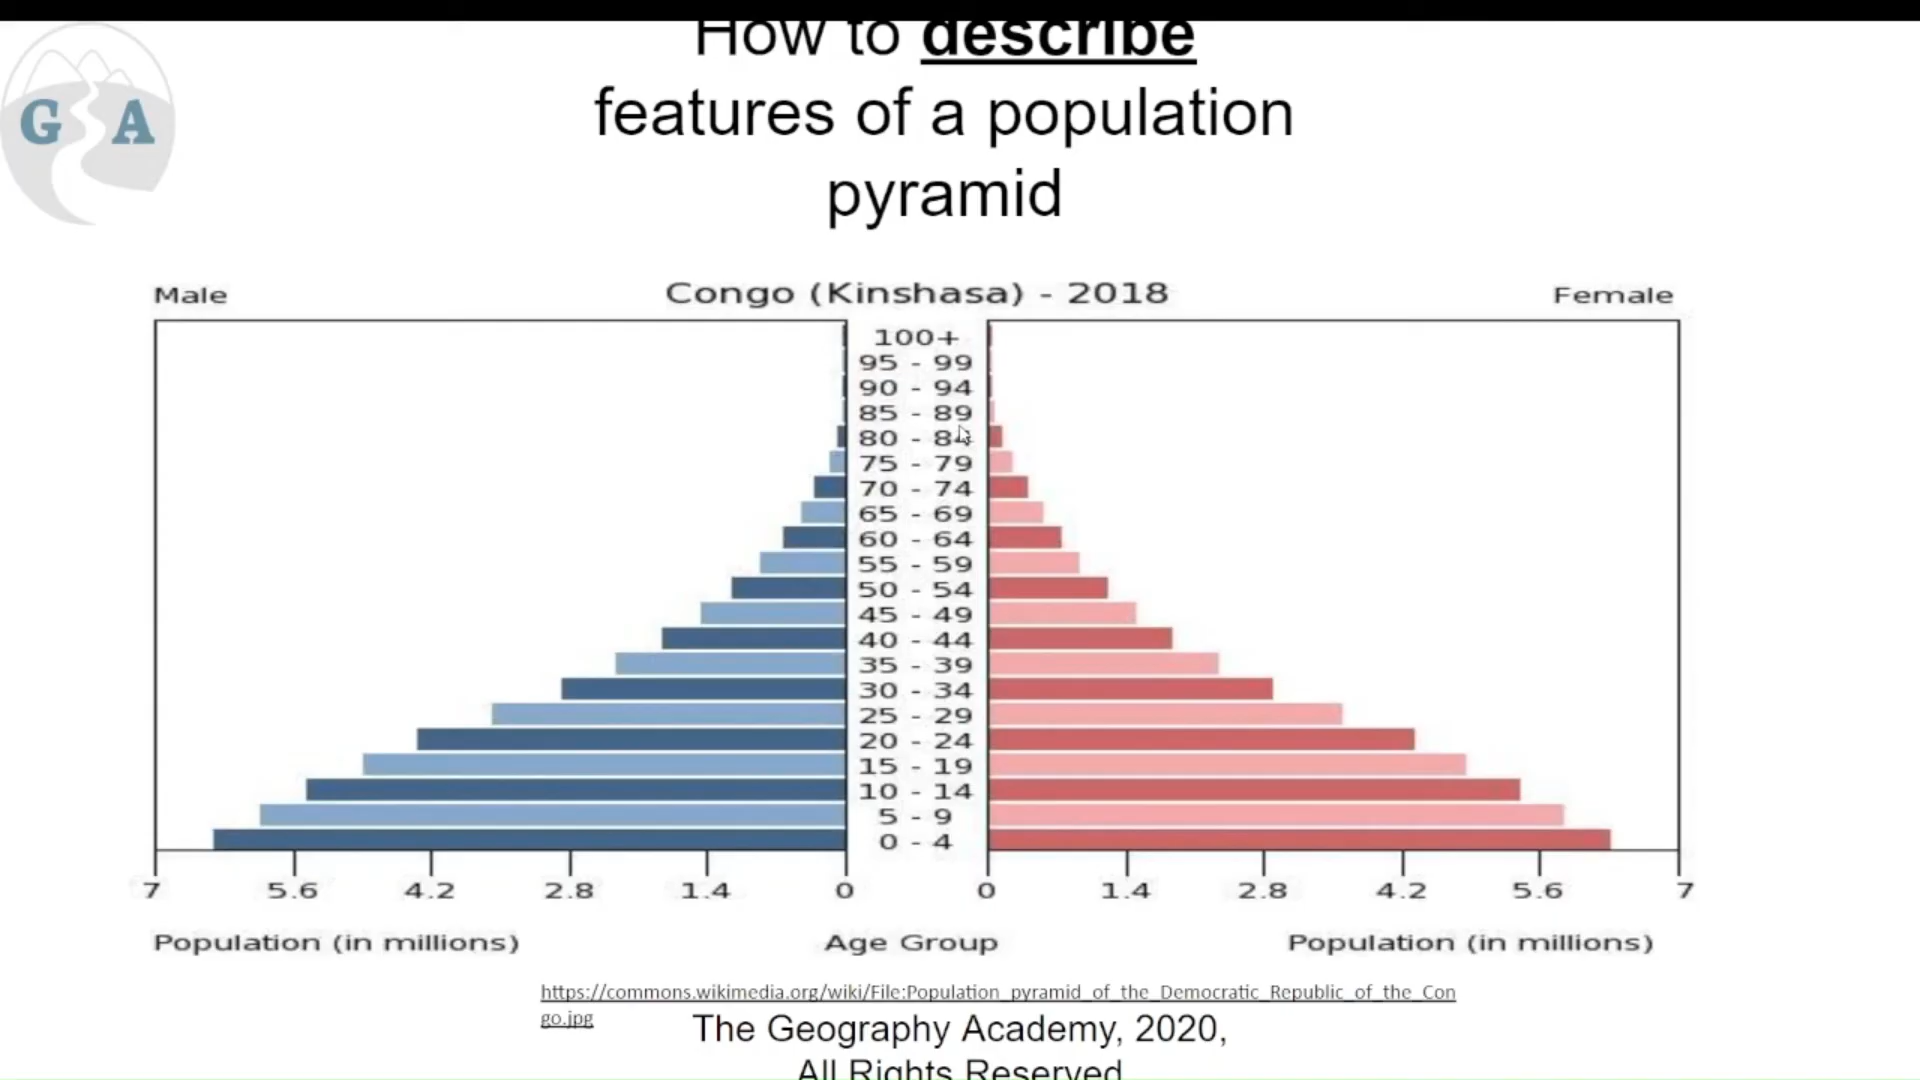 How to describe
features of a population
pyramid
G A
Male
Congo (Kinshasa) - 2018
Female
100+
95 - 99
90 - 94
85 - 89
80 - 84
75 - 79
70 - 74
65 - 69
60 - 64
55 - 59
50 - 54
45 - 49
40 - 44
35 - 39
30 - 34
25 - 29
20 - 24
15 - 19
10 - 14
5 - 9
0 - 4
7 5.6 4.2 2.8 1.4 0 0 1.4 2.8 4.2 5.6 7
Population (in millions)
Age Group
Population (in millions)
https://commons.wikimedia.org/wiki/File:Population_pyramid_of_the_Democratic_Republic_of_the_Con
go.jpg
The Geography Academy, 2020,
All Rights Reserved